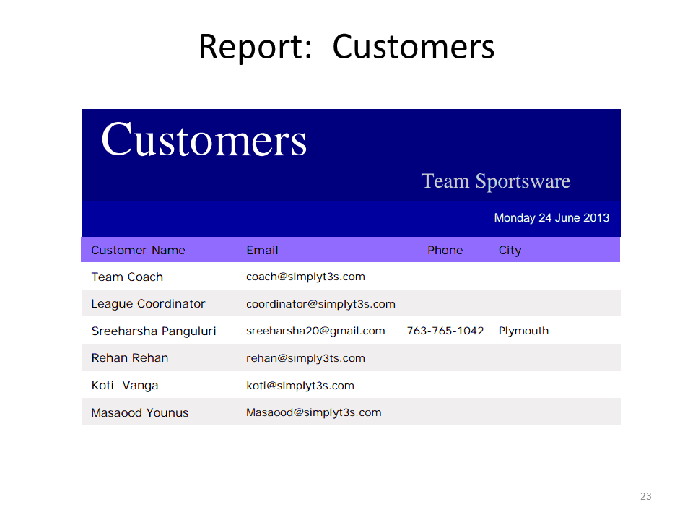 Report: Customers
Customers
Team Sportsware
Monday 24 June 2013
Customer Name Email Phone City
Team Coach coach@simplyt3s.com
League Coordinator coordinator@simplyt3s.com
Sreeharsha Panguluri sreeharsha20@gmail.com 763-765-1042 Plymouth
Rehan Rehan rehan@simply3ts.com
Koti Vanga koti@simplyt3s.com
Masaood Younus Masaood@simplyt3s.com
23